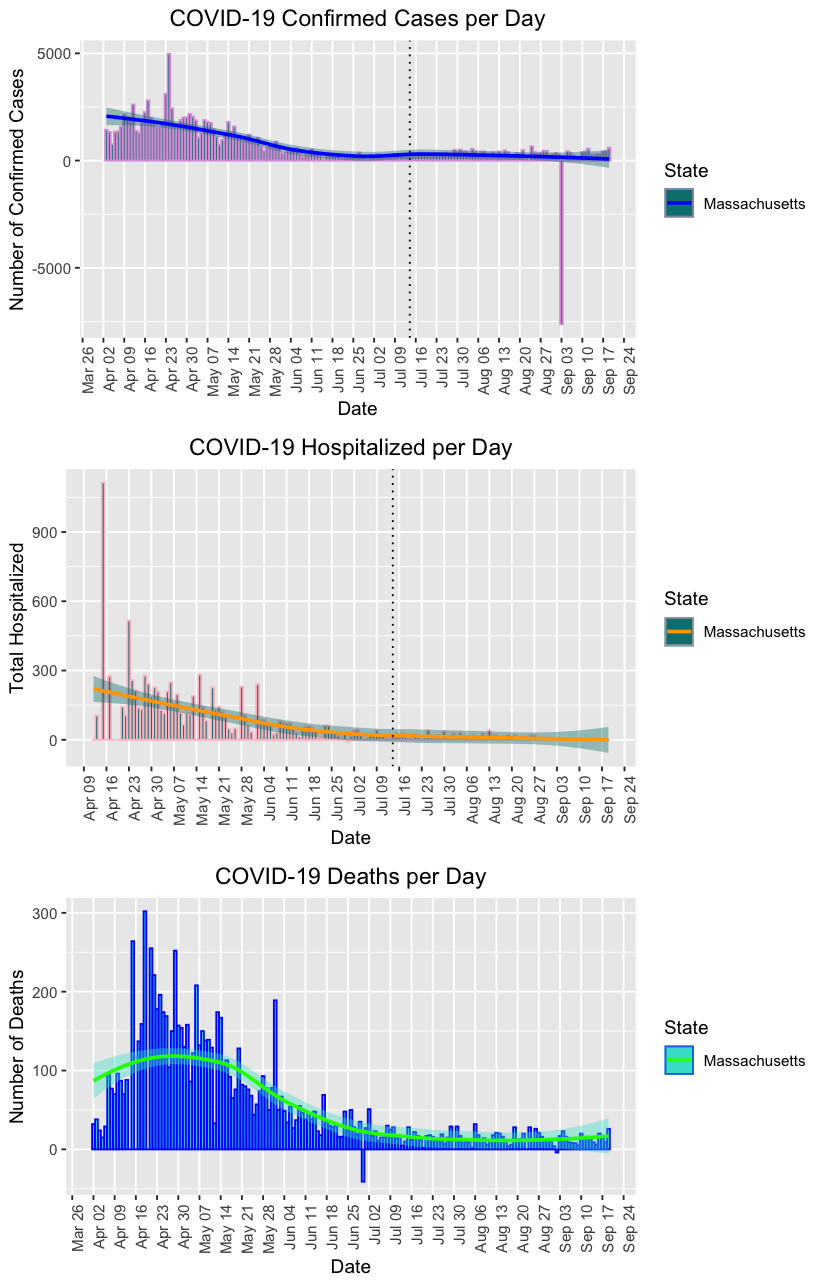 COVID-19 Confirmed Cases per Day
Number of Confirmed Cases
5000
0
-5000
Mar 26
Apr 02
Apr 09
Apr 16
Apr 23
Apr 30
May 07
May 14
May 21
May 28
Jun 04
Jun 11
Jun 18
Jun 25
Jul 02
Jul 09
Jul 16
Jul 23
Jul 30
Aug 06
Aug 13
Aug 20
Aug 27
Sep 03
Sep 10
Sep 17
Sep 24
Date
State
Massachusetts
COVID-19 Hospitalized per Day
Total Hospitalized
900
600
300
0
Apr 09
Apr 16
Apr 23
Apr 30
May 07
May 14
May 21
May 28
Jun 04
Jun 11
Jun 18
Jun 25
Jul 02
Jul 09
Jul 16
Jul 23
Jul 30
Aug 06
Aug 13
Aug 20
Aug 27
Sep 03
Sep 10
Sep 17
Sep 24
Date
State
Massachusetts
COVID-19 Deaths per Day
Number of Deaths
300
200
100
0
Mar 26
Apr 02
Apr 09
Apr 16
Apr 23
Apr 30
May 07
May 14
May 21
May 28
Jun 04
Jun 11
Jun 18
Jun 25
Jul 02
Jul 09
Jul 16
Jul 23
Jul 30
Aug 06
Aug 13
Aug 20
Aug 27
Sep 03
Sep 10
Sep 17
Sep 24
Date
State
Massachusetts